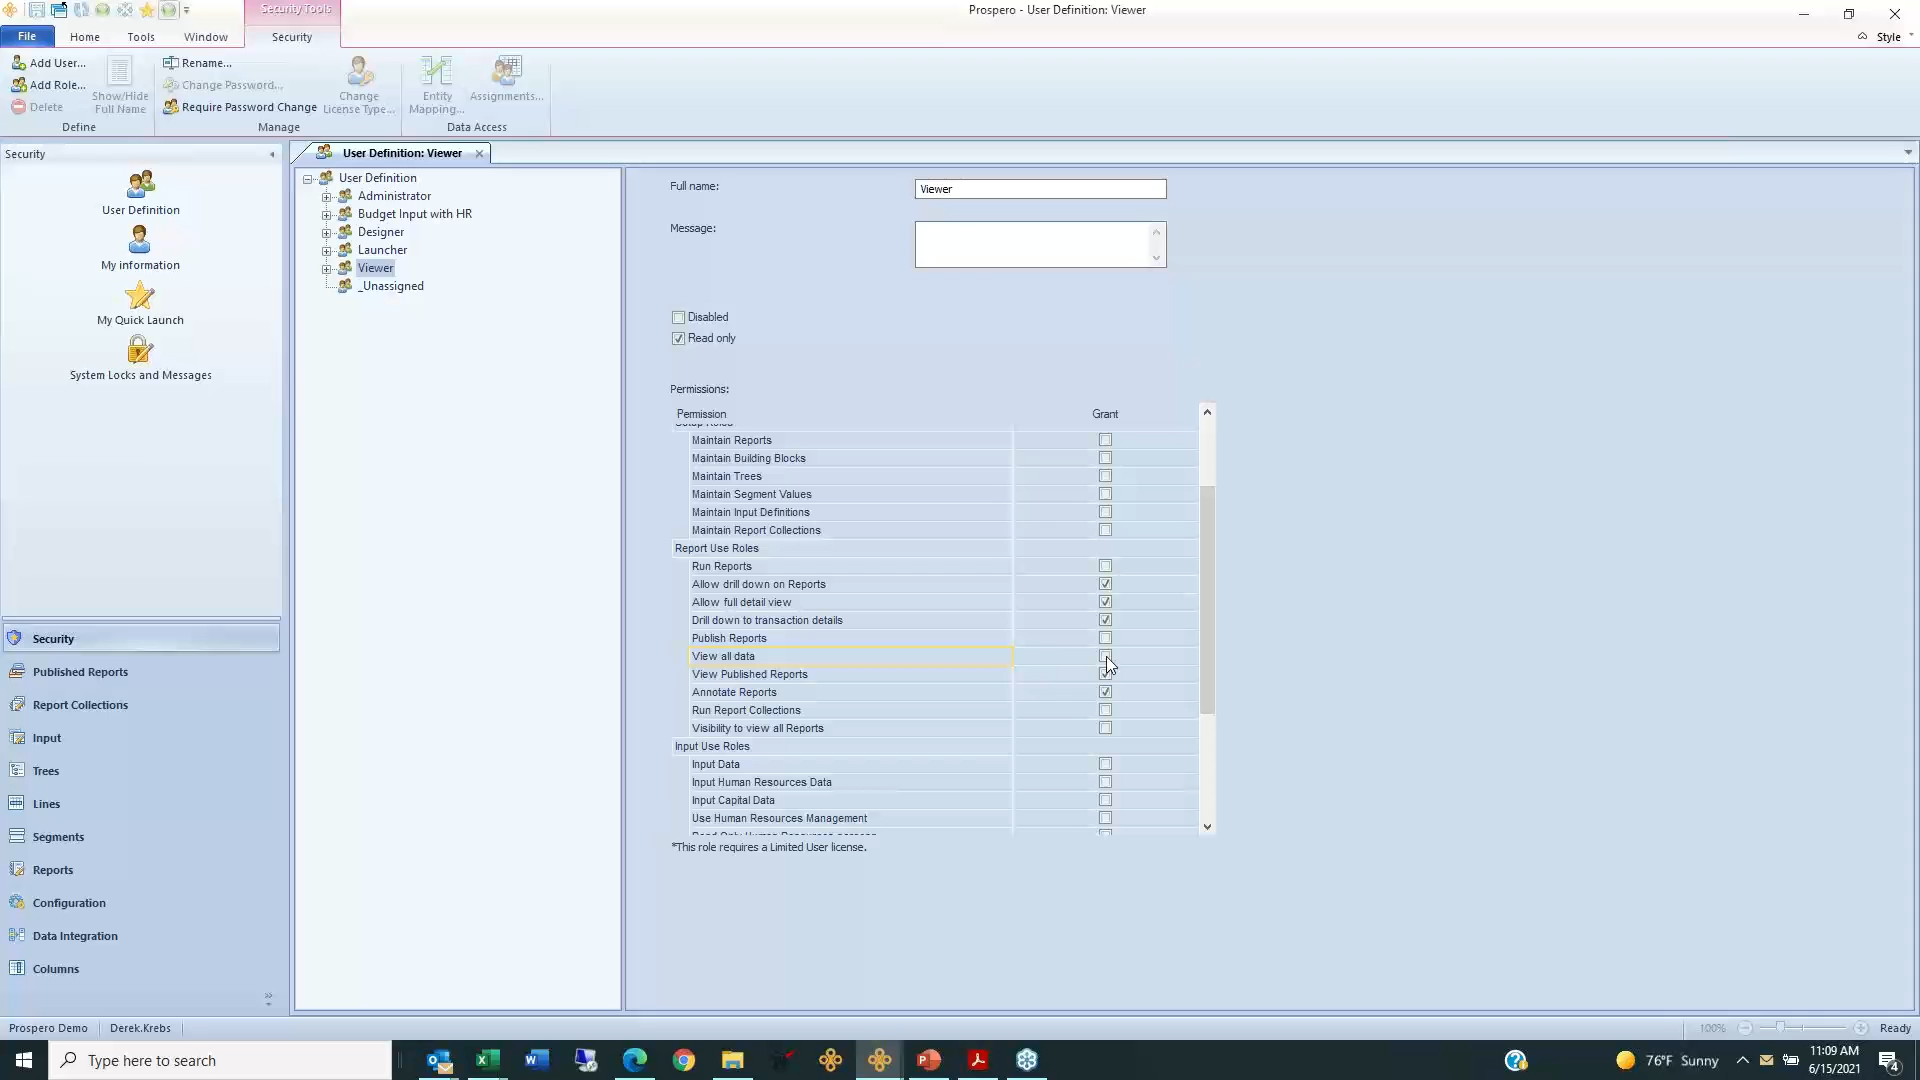 Security Tools
Prospero - User Definition: Viewer
File
Home
Tools
Window
Security
Style
Add User...
Add Role...
Delete
Show/Hide
Full Name
Define
Rename...
Change Password...
Require Password Change
Change
License Type...
Manage
Entity
Mapping...
Assignments...
Data Access
Security
User Definition
My information
My Quick Launch
System Locks and Messages
Security
Published Reports
Report Collections
Input
Trees
Lines
Segments
Reports
Configuration
Data Integration
Columns
User Definition: Viewer
User Definition
Administrator
Budget Input with HR
Designer
Launcher
Viewer
_Unassigned
Full name:
Viewer
Message:
Disabled
Read only
Permissions:
Permission
Grant
Setup Roles
Maintain Reports
Maintain Building Blocks
Maintain Trees
Maintain Segment Values
Maintain Input Definitions
Maintain Report Collections
Report Use Roles
Run Reports
Allow drill down on Reports
Allow full detail view
Drill down to transaction details
Publish Reports
View all data
View Published Reports
Annotate Reports
Run Report Collections
Visibility to view all Reports
Input Use Roles
Input Data
Input Human Resources Data
Input Capital Data
Use Human Resources Management
Read Only Human Resources
*This role requires a Limited User license.
Prospero Demo
Derek.Krebs
100%
Ready
Type here to search
76°F Sunny
11:09 AM
6/15/2021
4